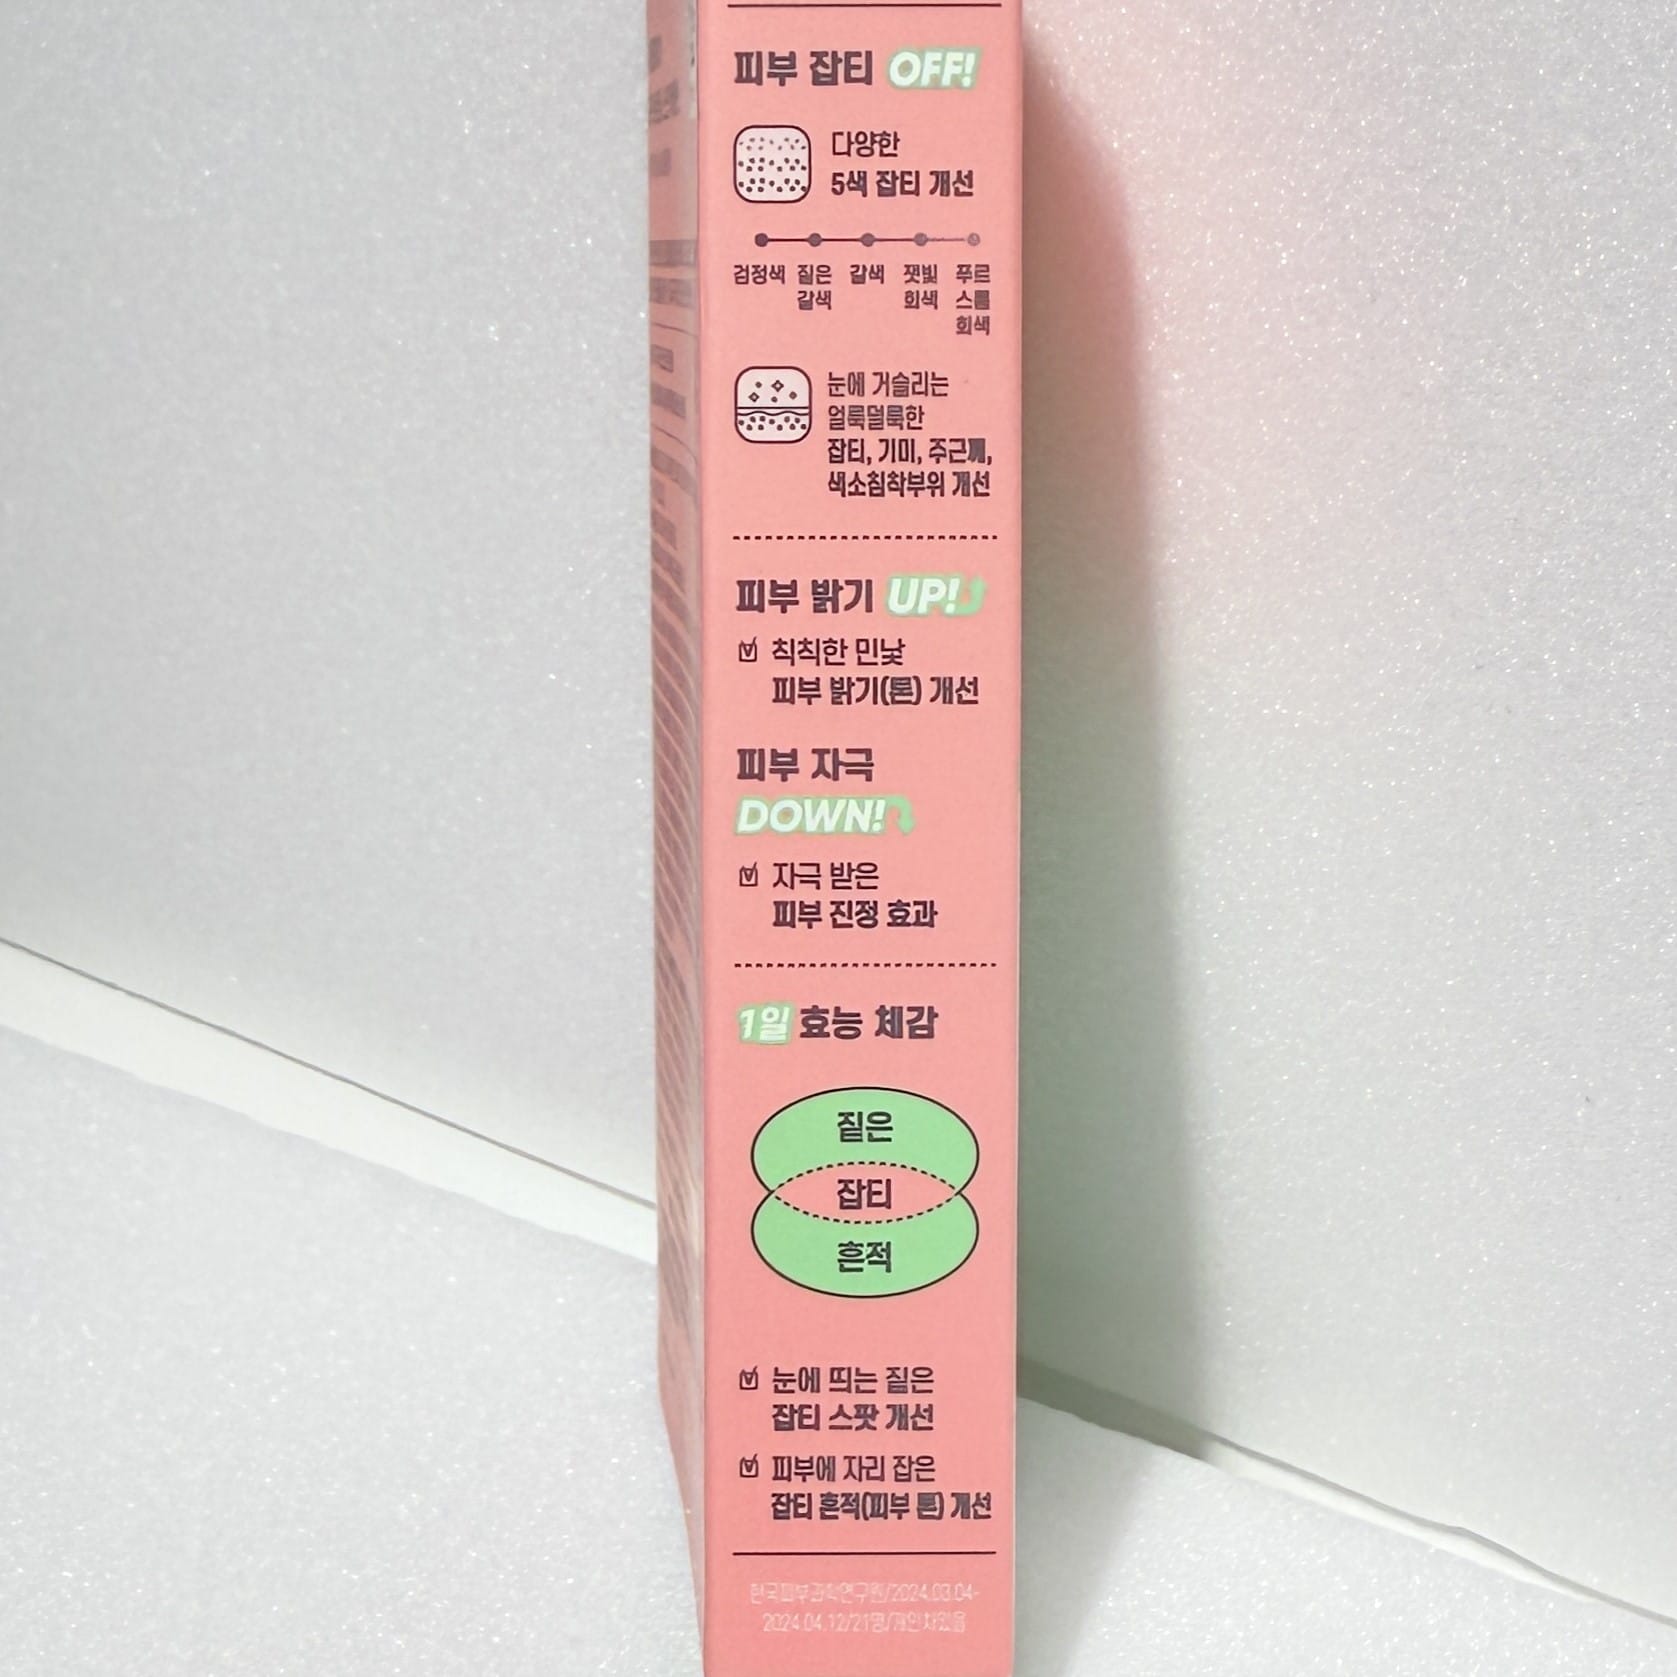 피부 잡티 OFF!
다양한
5색 잡티 개선
검정색 짙은 갈색 잿빛 푸르
갈색 회색 스름
회색
눈에 거슬리는
얼룩덜룩한
잡티, 기미, 주근깨,
색소침착부위 개선
피부 밝기 UP!
칙칙한 민낯
피부 밝기(톤) 개선
피부 자극
DOWN!
자극 받은
피부 진정 효과
1일 효능 체감
짙은
잡티
흔적
눈에 띄는 짙은
잡티 스팟 개선
피부에 자리 잡은
잡티 흔적(피부 톤) 개선
한국피부과학연구원/2024.03.04-
2024.04.12/21명/개인차있음